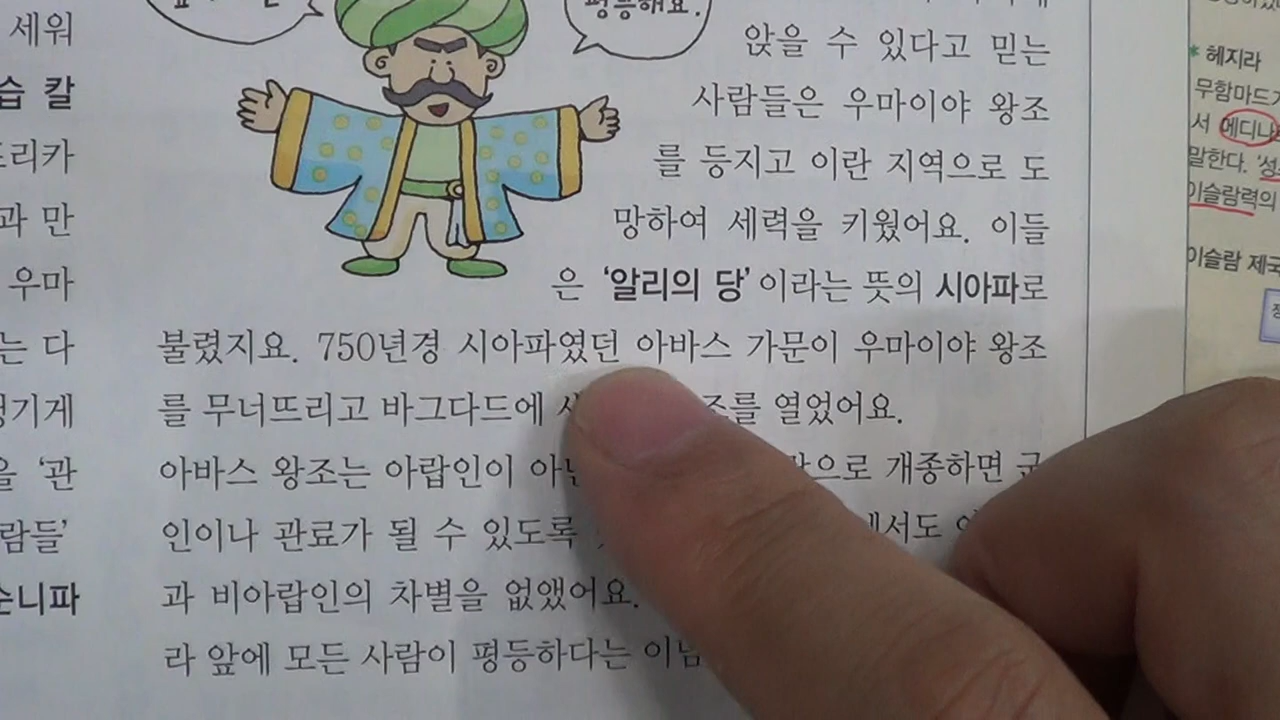 세워
습 칼
프리카
과 만
우마
는 다
생기게
을 ‘관
람들’
순니파
평등해요.
앉을 수 있다고 믿는
사람들은 우마이야 왕조
를 등지고 이란 지역으로 도
망하여 세력을 키웠어요. 이들
은 ‘알리의 당’ 이라는 뜻의 시아파로
불렸지요. 750년경 시아파였던 아바스 가문이 우마이야 왕조
를 무너뜨리고 바그다드에 열었어요.
아바스 왕조는 아랍인이 개종하면
인이나 관료가 될 수 있도록
과 비아랍인의 차별을 없앴어요.
라 앞에 모든 사람이 평등하다는
* 헤지라
무함마드가
서 메디나
말한다. ‘성
이슬람력의
이슬람 제국